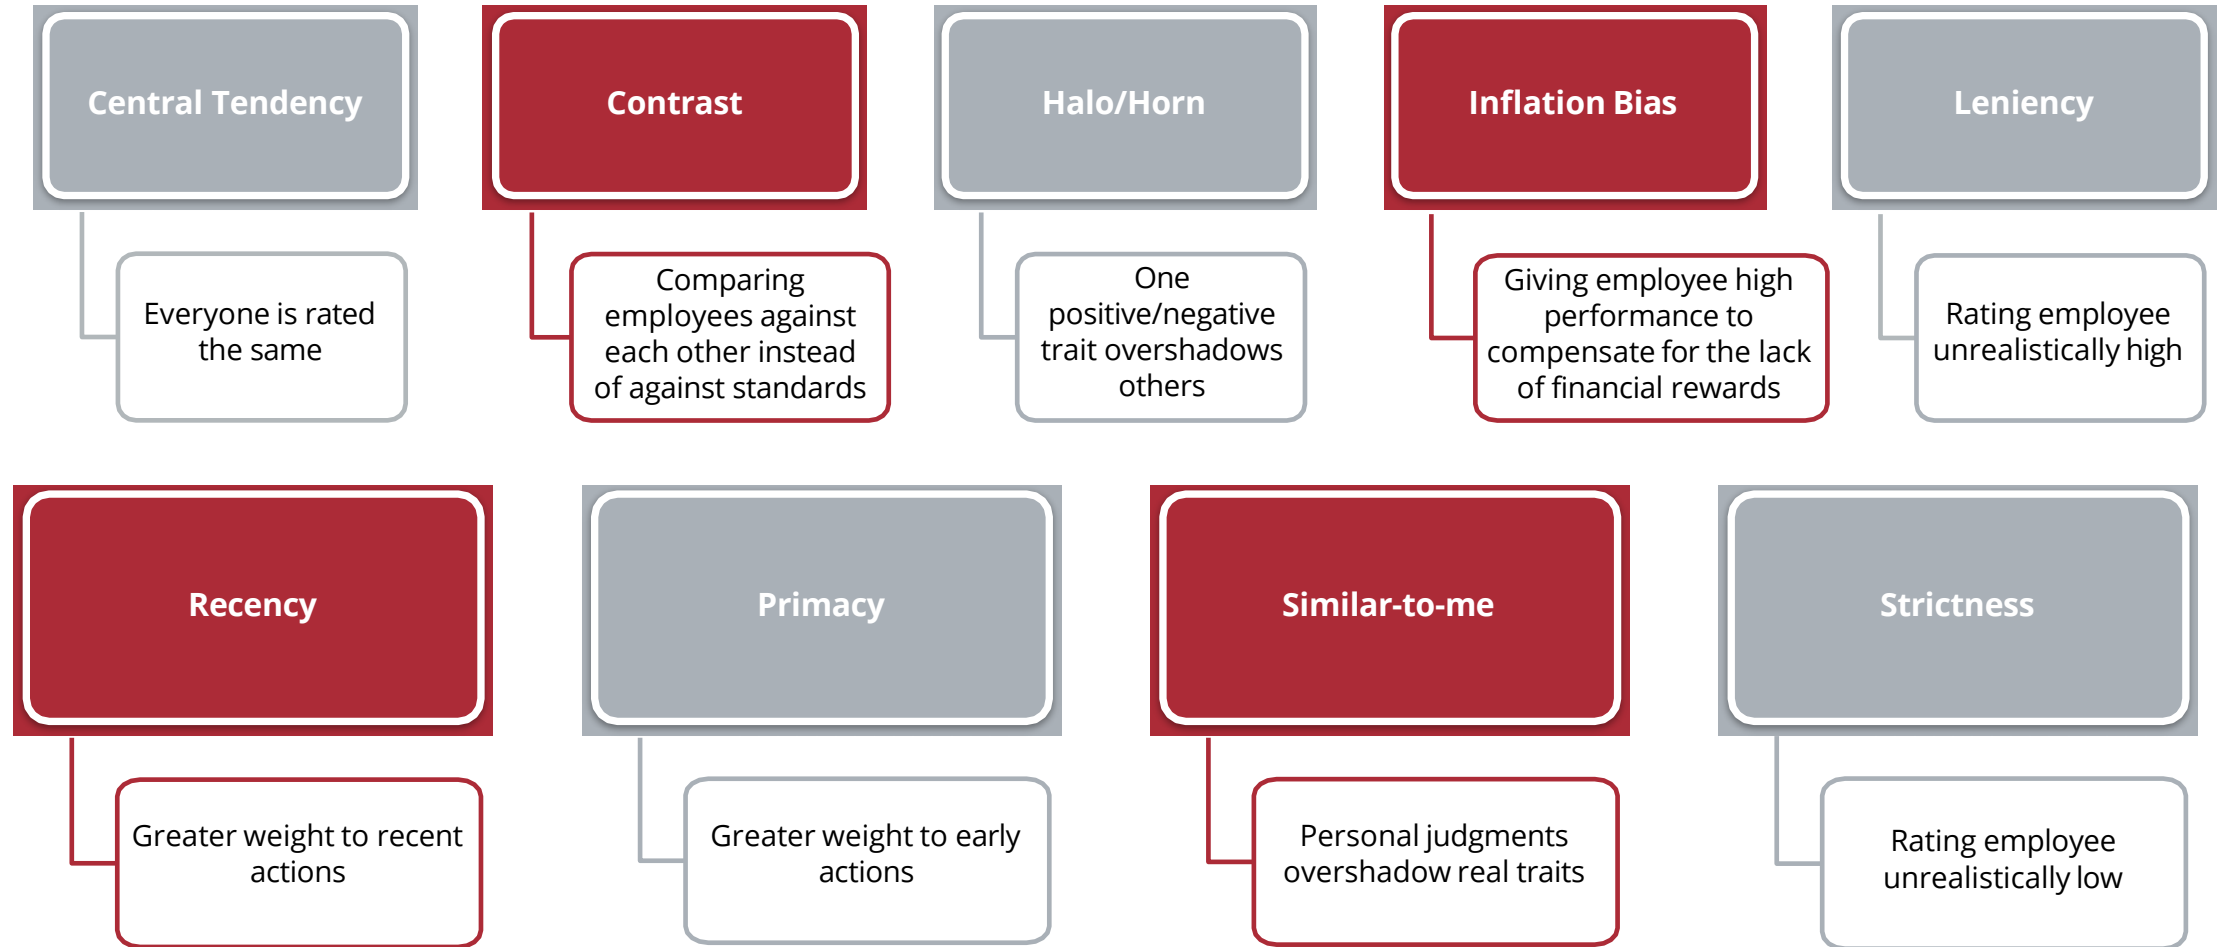 Central Tendency
Contrast
Halo/Horn
Inflation Bias
Leniency
Everyone is rated
the same
Comparing
employees against
each other instead
of against standards
One
positive/negative
trait overshadows
others
Giving employee high
performance to
compensate for the lack
of financial rewards
Rating employee
unrealistically high
Recency
Primacy
Similar-to-me
Strictness
Greater weight to recent
actions
Greater weight to early
actions
Personal judgments
overshadow real traits
Rating employee
unrealistically low